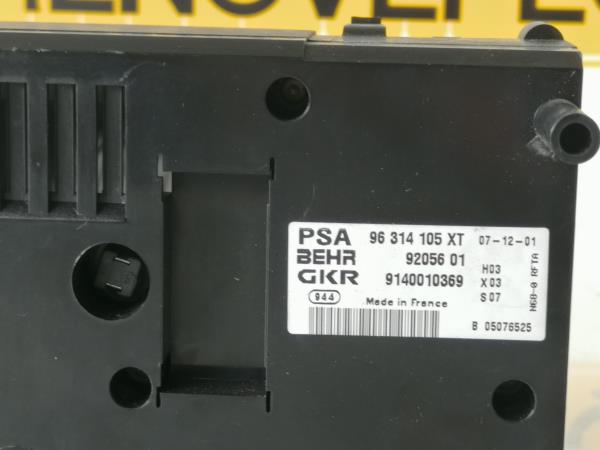 PSA 96 314 105 XT 07-12-01
BEHR 92056 01
GKR 9140010369
H03
X03
S07
N68-0 RFTA
944 Made in France
B 05076525